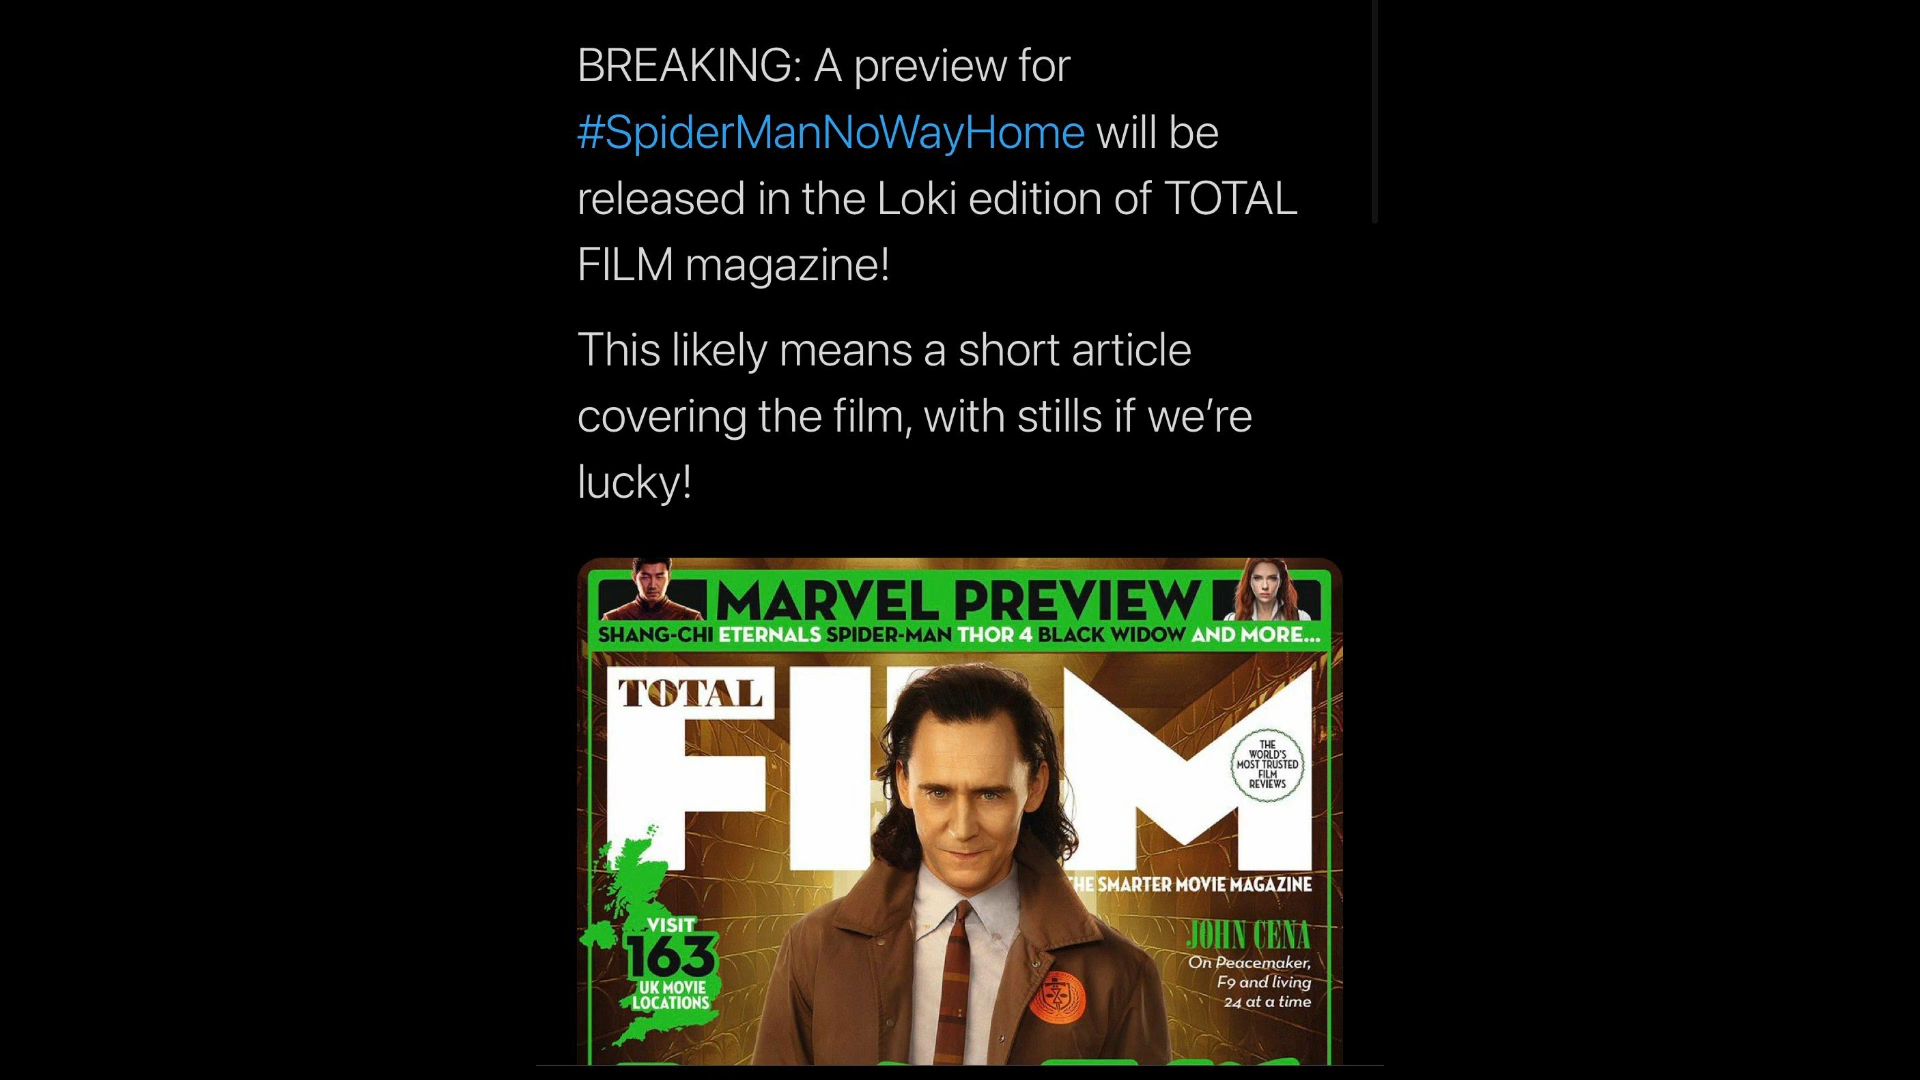 BREAKING: A preview for
#SpiderManNoWayHome will be
released in the Loki edition of TOTAL
FILM magazine!
This likely means a short article
covering the film, with stills if we’re
lucky!
MARVEL PREVIEW
SHANG-CHI ETERNALS SPIDER-MAN THOR 4 BLACK WIDOW AND MORE...
TOTAL
FILM
THE
WORLD'S
MOST TRUSTED
FILM
REVIEWS
THE SMARTER MOVIE MAGAZINE
VISIT
163
UK MOVIE
LOCATIONS
JOHN CENA
On Peacemaker,
F9 and living
24 at a time